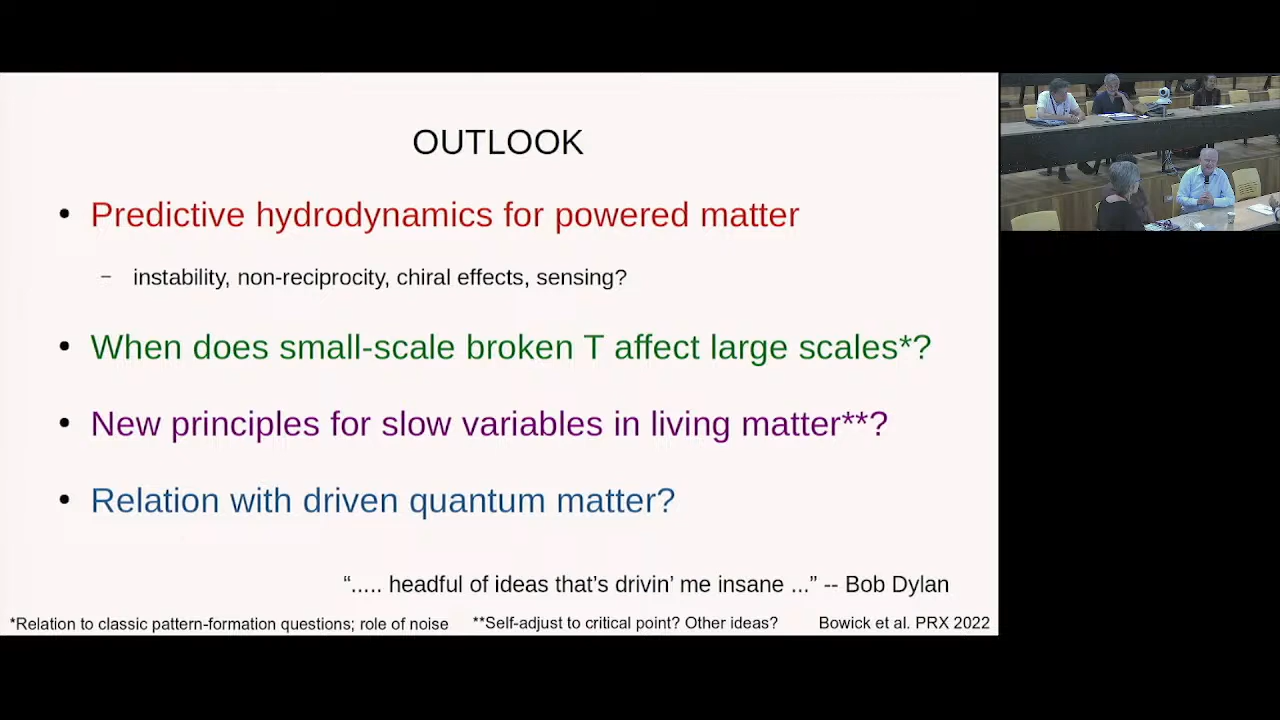 OUTLOOK
• Predictive hydrodynamics for powered matter
– instability, non-reciprocity, chiral effects, sensing?
• When does small-scale broken T affect large scales*?
• New principles for slow variables in living matter**?
• Relation with driven quantum matter?
“..... headful of ideas that’s drivin’ me insane ...” -- Bob Dylan
*Relation to classic pattern-formation questions; role of noise **Self-adjust to critical point? Other ideas? Bowick et al. PRX 2022